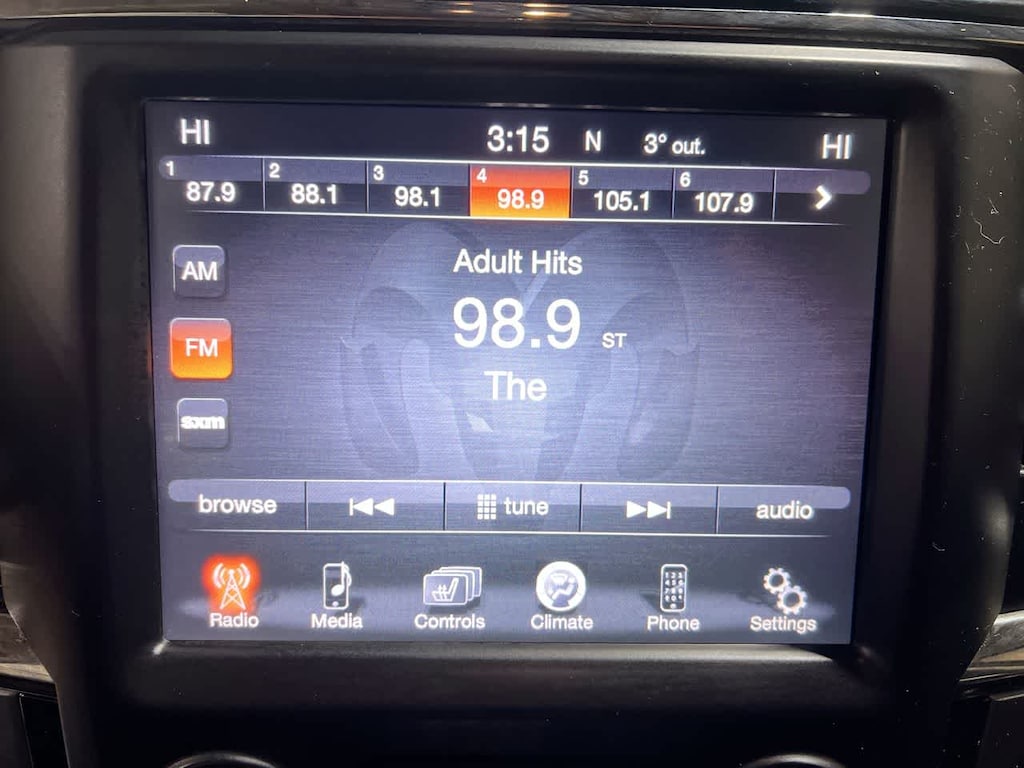 HI 3:15 N 3° out. HI
1 2 3 4 5 6
87.9 88.1 98.1 98.9 105.1 107.9
Adult Hits
AM
98.9 ST
FM
The
sxm
browse tune audio
Radio Media Controls Climate Phone Settings